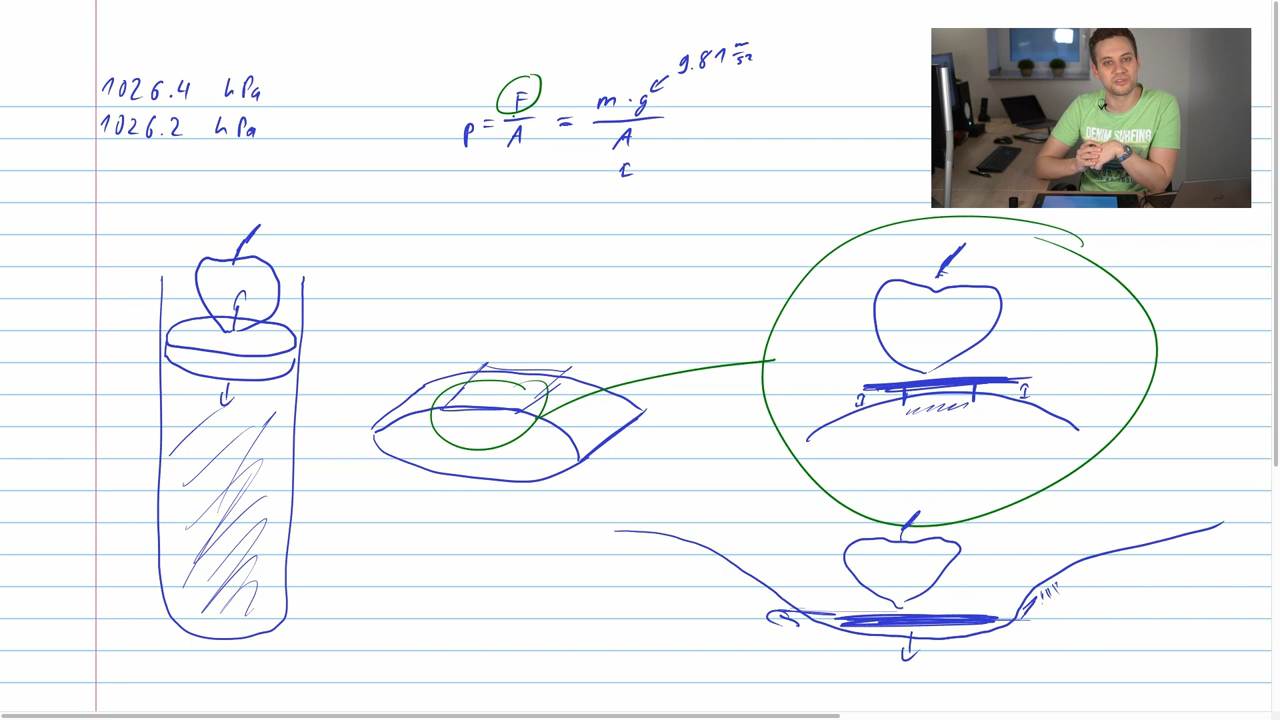 1026.4 hPa
1026.2 hPa
p = F / A = m · g / A
9.81 m/s²
DENIM SURFING